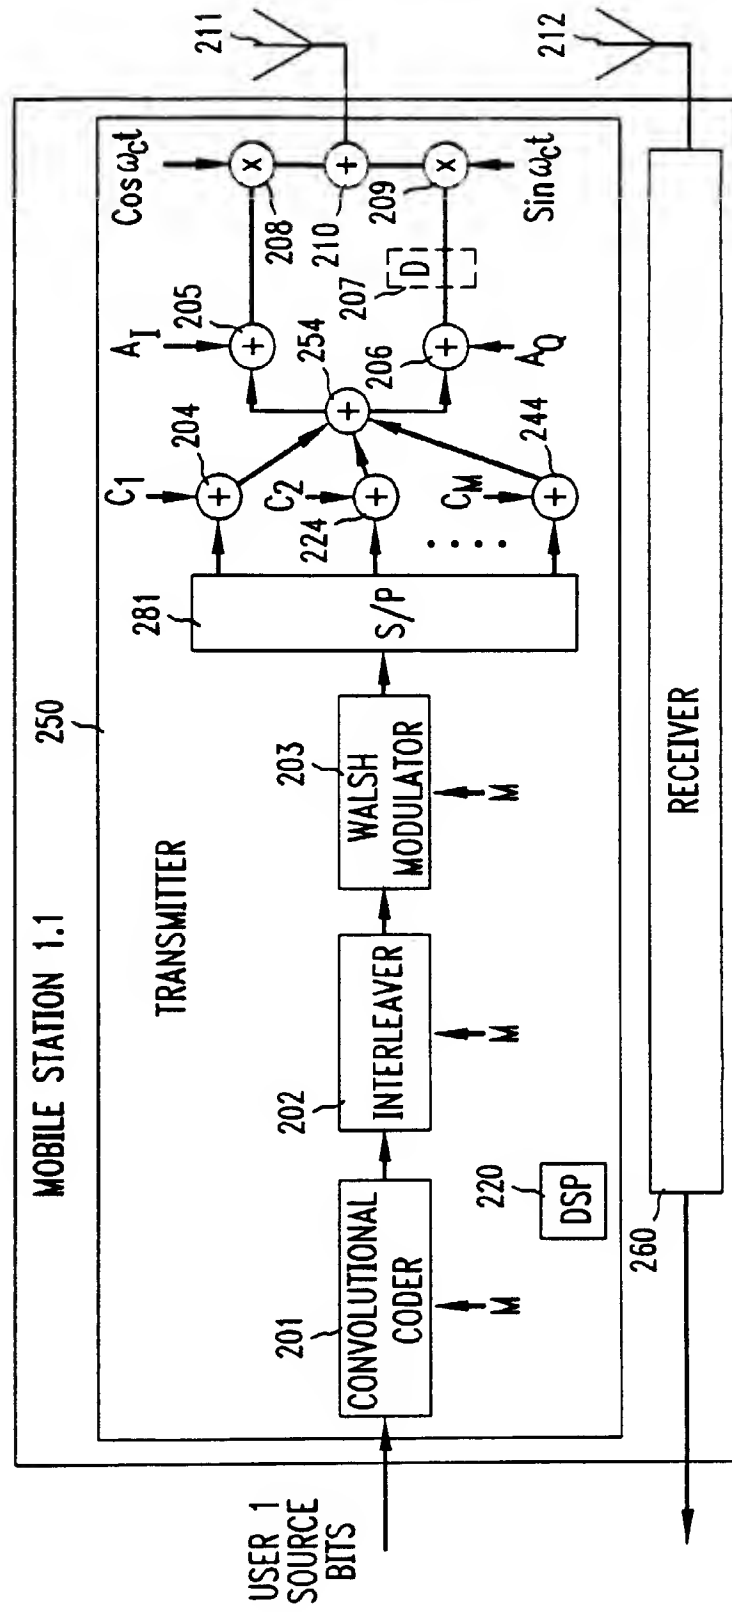 MOBILE STATION 1.1
250
TRANSMITTER
USER 1
SOURCE
BITS
201
CONVOLUTIONAL
CODER
M
202
INTERLEAVER
M
203
WALSH
MODULATOR
M
281
S/P
C1
+
204
C2
+
224
. . . .
CM
+
244
+
254
AI
+
205
+
206
AQ
207
D
Cos ωct
X
208
+
210
X
209
Sin ωct
211
220
DSP
260
RECEIVER
212